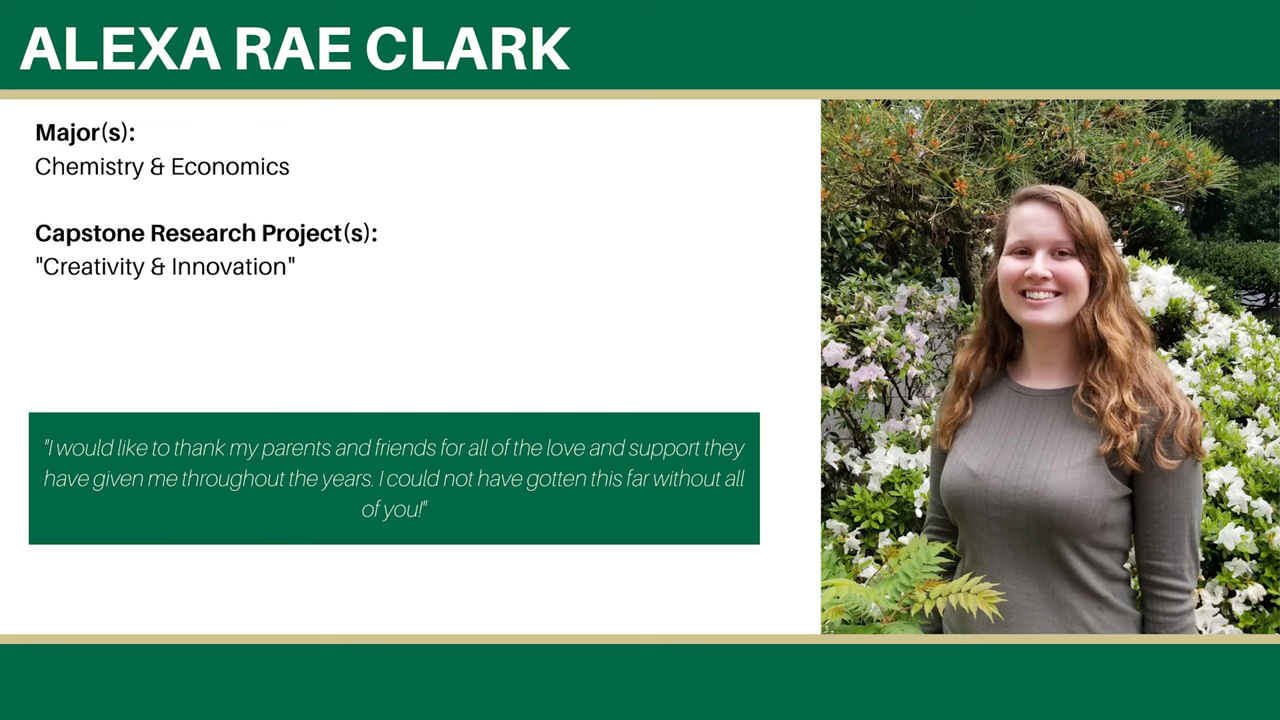 ALEXA RAE CLARK
Major(s):
Chemistry & Economics
Capstone Research Project(s):
"Creativity & Innovation"
"I would like to thank my parents and friends for all of the love and support they
have given me throughout the years. I could not have gotten this far without all
of you!"